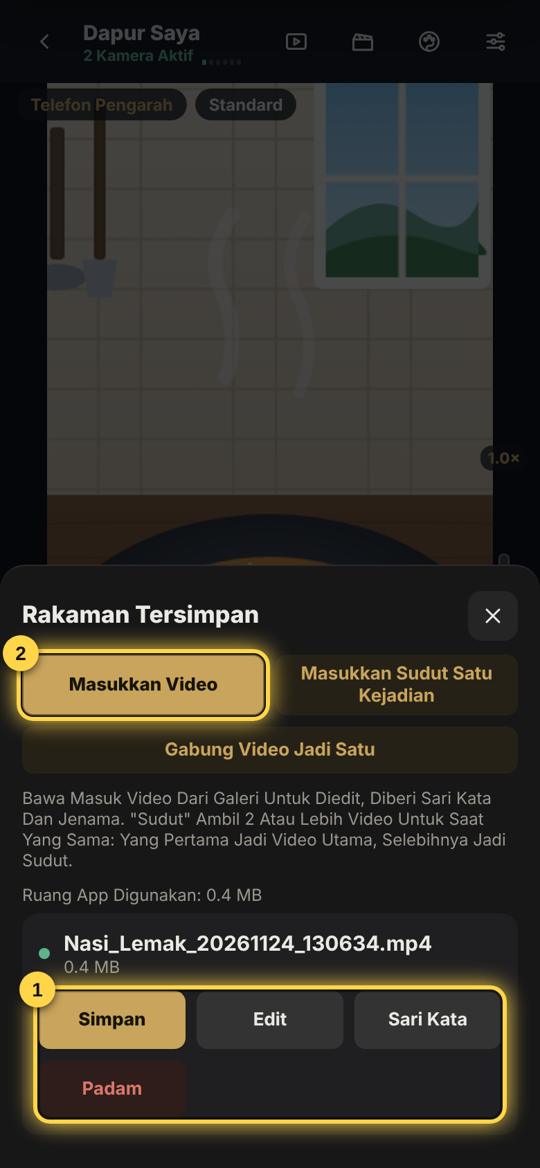 Dapur Saya
2 Kamera Aktif
Telefon Pengarah
Standard
1.0×
Rakaman Tersimpan
2
Masukkan Video
Masukkan Sudut Satu
Kejadian
Gabung Video Jadi Satu
Bawa Masuk Video Dari Galeri Untuk Diedit, Diberi Sari Kata
Dan Jenama. "Sudut" Ambil 2 Atau Lebih Video Untuk Saat
Yang Sama: Yang Pertama Jadi Video Utama, Selebihnya Jadi
Sudut.
Ruang App Digunakan: 0.4 MB
Nasi_Lemak_20261124_130634.mp4
0.4 MB
1
Simpan
Edit
Sari Kata
Padam